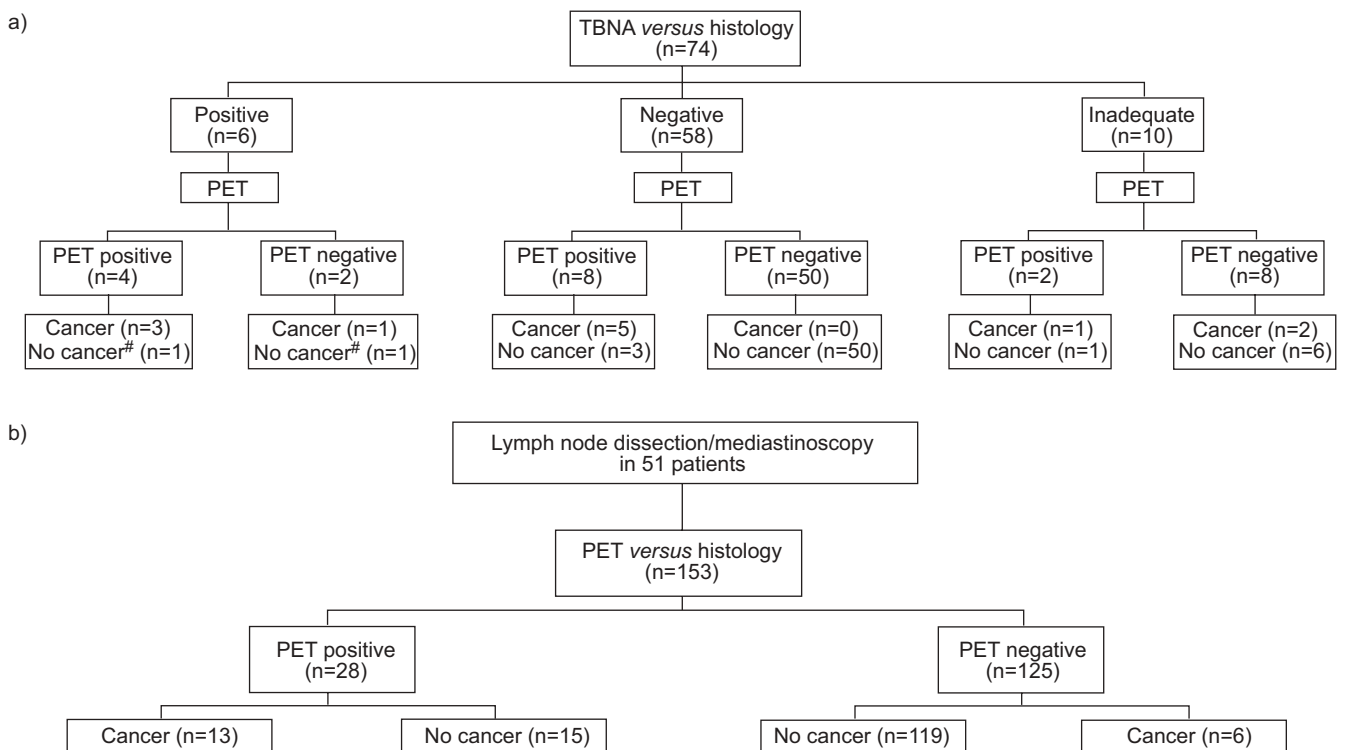 a)
TBNA versus histology
(n=74)
Positive
(n=6)
Negative
(n=58)
Inadequate
(n=10)
PET
PET
PET
PET positive
(n=4)
PET negative
(n=2)
PET positive
(n=8)
PET negative
(n=50)
PET positive
(n=2)
PET negative
(n=8)
Cancer (n=3)
No cancer# (n=1)
Cancer (n=1)
No cancer# (n=1)
Cancer (n=5)
No cancer (n=3)
Cancer (n=0)
No cancer (n=50)
Cancer (n=1)
No cancer (n=1)
Cancer (n=2)
No cancer (n=6)
b)
Lymph node dissection/mediastinoscopy
in 51 patients
PET versus histology
(n=153)
PET positive
(n=28)
PET negative
(n=125)
Cancer (n=13)
No cancer (n=15)
No cancer (n=119)
Cancer (n=6)